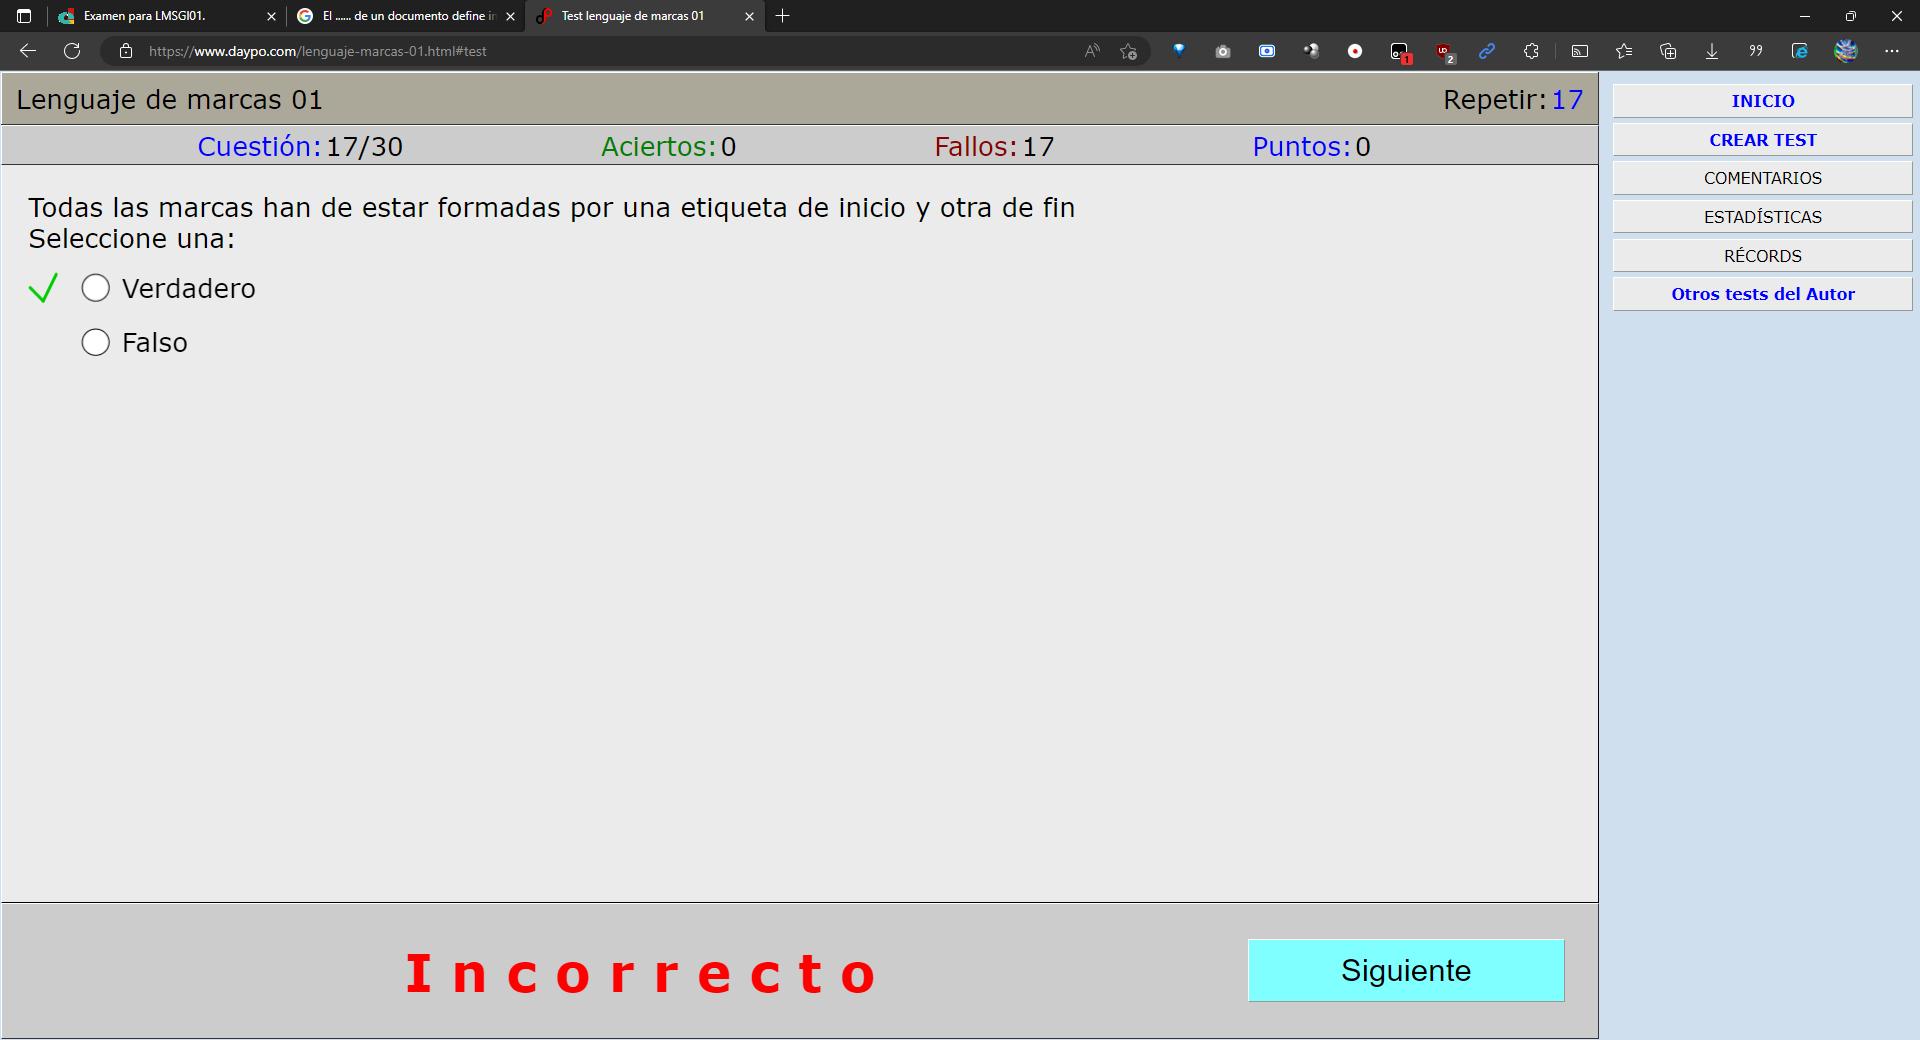 Examen para LMSGI01.
El ...... de un documento define in
Test lenguaje de marcas 01
https://www.daypo.com/lenguaje-marcas-01.html#test
1
2
Lenguaje de marcas 01
Repetir: 17
Cuestión: 17/30
Aciertos: 0
Fallos: 17
Puntos: 0
Todas las marcas han de estar formadas por una etiqueta de inicio y otra de fin
Seleccione una:
Verdadero
Falso
Incorrecto
Siguiente
INICIO
CREAR TEST
COMENTARIOS
ESTADÍSTICAS
RÉCORDS
Otros tests del Autor